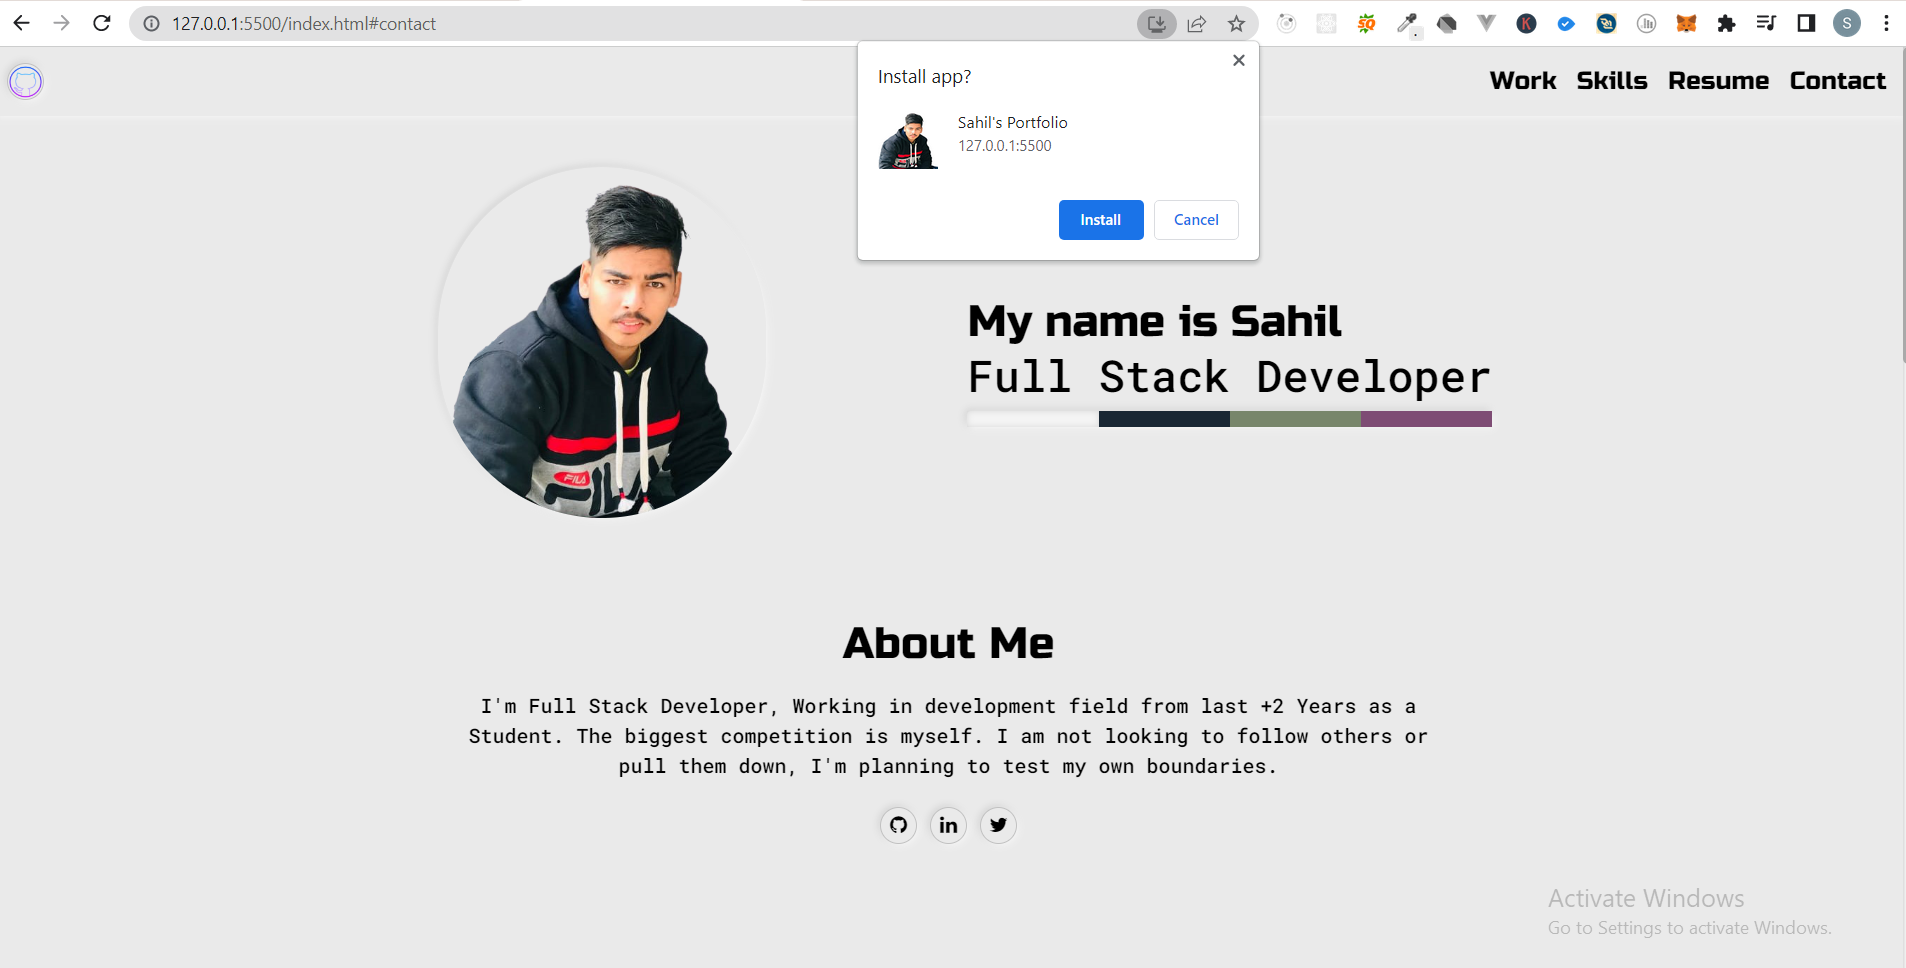 127.0.0.1:5500/index.html#contact
S
Work Skills Resume Contact
Install app?
Sahil's Portfolio
127.0.0.1:5500
Install Cancel
FILA
My name is Sahil
Full Stack Developer
About Me
I'm Full Stack Developer, Working in development field from last +2 Years as a
Student. The biggest competition is myself. I am not looking to follow others or
pull them down, I'm planning to test my own boundaries.
in
Activate Windows
Go to Settings to activate Windows.